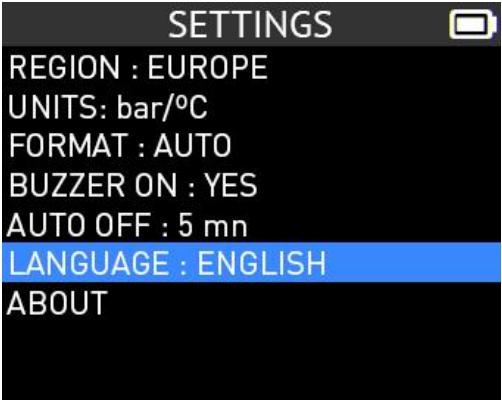 SETTINGS
REGION : EUROPE
UNITS: bar/ºC
FORMAT : AUTO
BUZZER ON : YES
AUTO OFF : 5 mn
LANGUAGE : ENGLISH
ABOUT